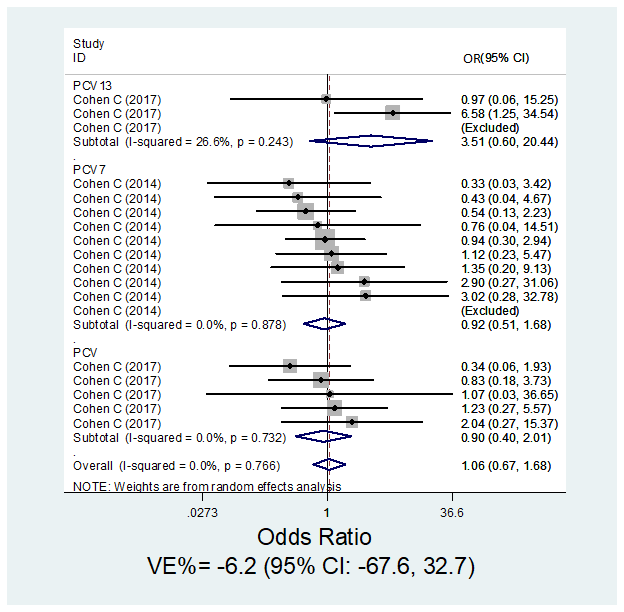 Study
ID OR(95% CI)
PCV13
Cohen C (2017) 0.97 (0.06, 15.25)
Cohen C (2017) 6.58 (1.25, 34.54)
Cohen C (2017) (Excluded)
Subtotal (I-squared = 26.6%, p = 0.243) 3.51 (0.60, 20.44)
.
PCV7
Cohen C (2014) 0.33 (0.03, 3.42)
Cohen C (2014) 0.43 (0.04, 4.67)
Cohen C (2014) 0.54 (0.13, 2.23)
Cohen C (2014) 0.76 (0.04, 14.51)
Cohen C (2014) 0.94 (0.30, 2.94)
Cohen C (2014) 1.12 (0.23, 5.47)
Cohen C (2014) 1.35 (0.20, 9.13)
Cohen C (2014) 2.90 (0.27, 31.06)
Cohen C (2014) 3.02 (0.28, 32.78)
Cohen C (2014) (Excluded)
Subtotal (I-squared = 0.0%, p = 0.878) 0.92 (0.51, 1.68)
.
PCV
Cohen C (2017) 0.34 (0.06, 1.93)
Cohen C (2017) 0.83 (0.18, 3.73)
Cohen C (2017) 1.07 (0.03, 36.65)
Cohen C (2017) 1.23 (0.27, 5.57)
Cohen C (2017) 2.04 (0.27, 15.37)
Subtotal (I-squared = 0.0%, p = 0.732) 0.90 (0.40, 2.01)
.
Overall (I-squared = 0.0%, p = 0.766) 1.06 (0.67, 1.68)
NOTE: Weights are from random effects analysis
.0273 1 36.6
Odds Ratio
VE%= -6.2 (95% CI: -67.6, 32.7)